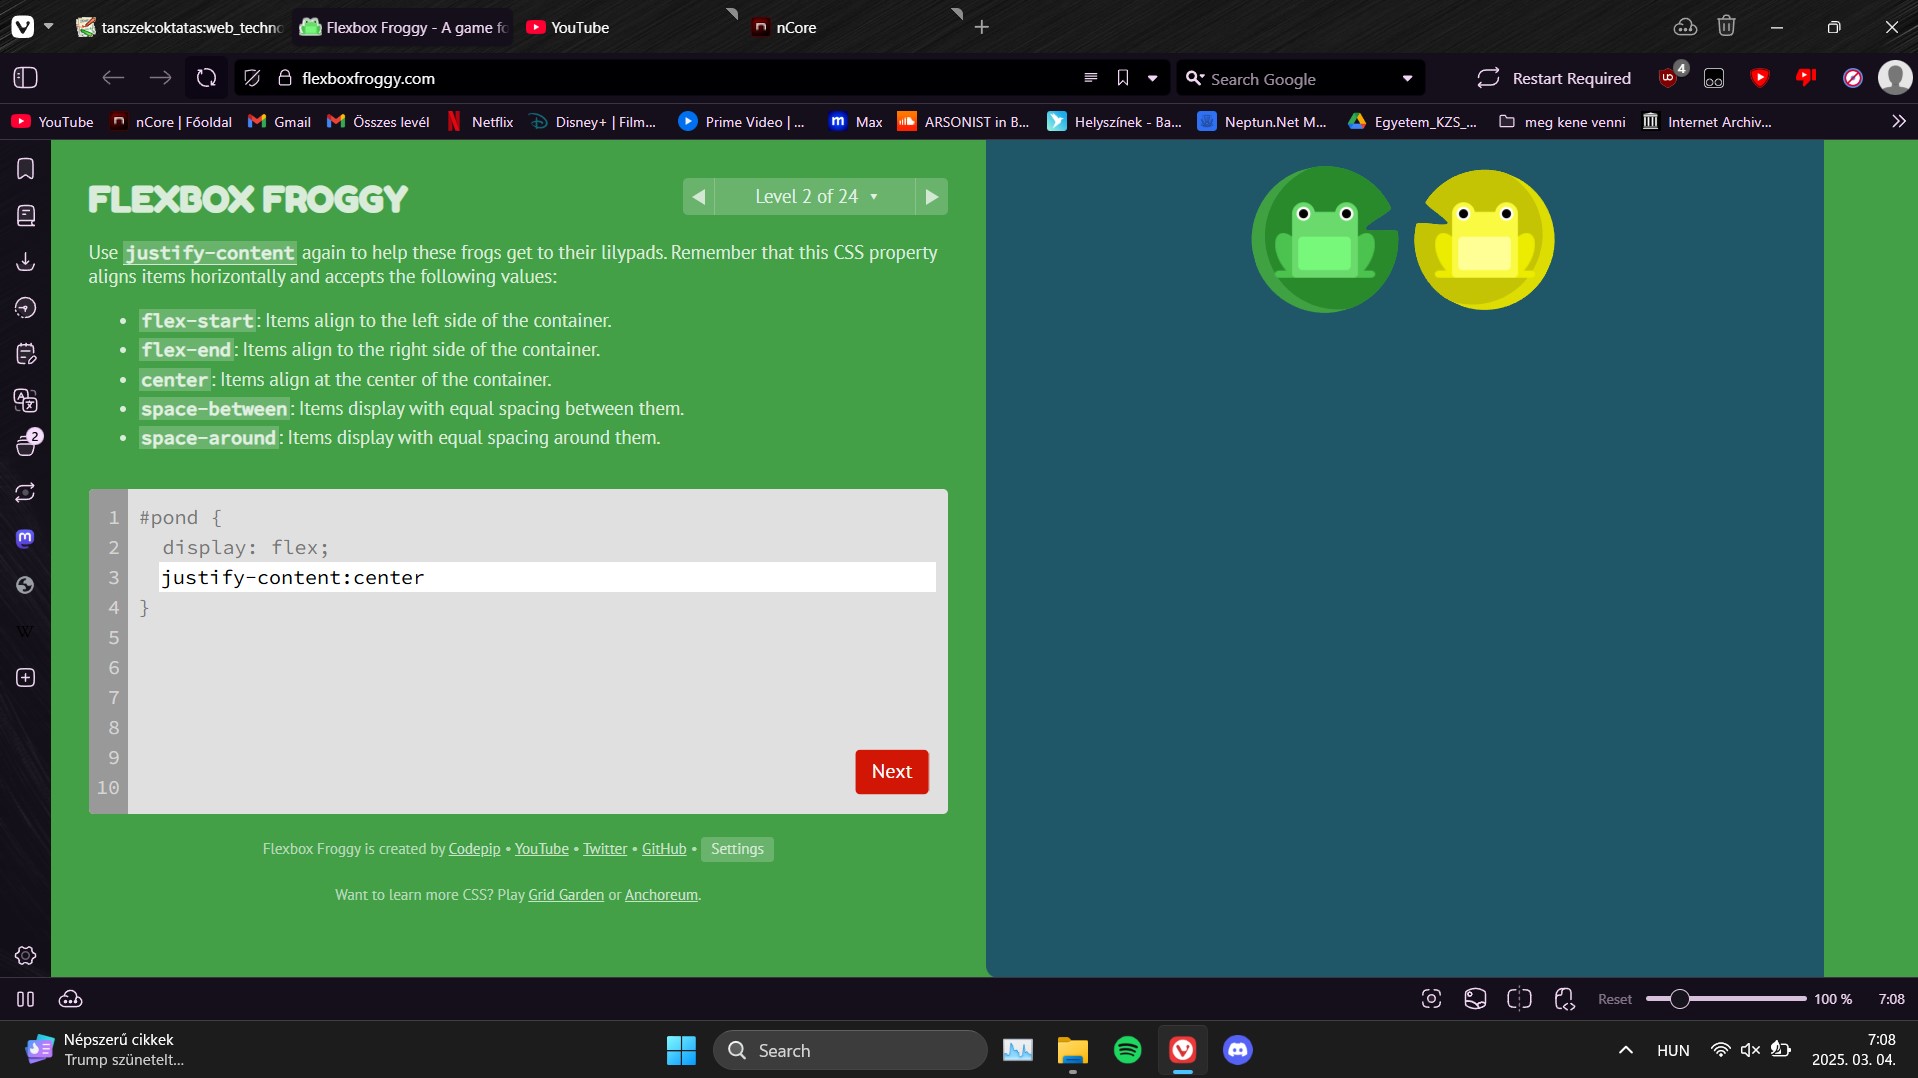 tanszek:oktatas:web_techno
Flexbox Froggy - A game fo
YouTube
nCore
flexboxfroggy.com
Search Google
Restart Required
4
YouTube
nCore | Főoldal
Gmail
Összes levél
Netflix
Disney+ | Film...
Prime Video | ...
Max
ARSONIST in B...
Helyszínek - Ba...
Neptun.Net M...
Egyetem_KZS_...
meg kene venni
Internet Archiv...
FLEXBOX FROGGY
Level 2 of 24
Use justify-content again to help these frogs get to their lilypads. Remember that this CSS property
aligns items horizontally and accepts the following values:
• flex-start: Items align to the left side of the container.
• flex-end: Items align to the right side of the container.
• center: Items align at the center of the container.
• space-between: Items display with equal spacing between them.
• space-around: Items display with equal spacing around them.
2
1 #pond {
2 display: flex;
3 justify-content:center
4 }
5
6
7
8
9
10
Next
Flexbox Froggy is created by Codepip • YouTube • Twitter • GitHub • Settings
Want to learn more CSS? Play Grid Garden or Anchoreum.
Reset
100 %
7:08
Népszerű cikkek
Trump szünetelt...
Search
HUN
7:08
2025. 03. 04.